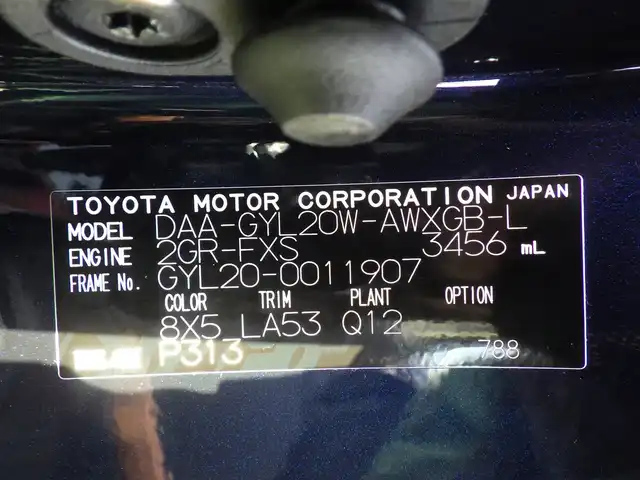 TOYOTA MOTOR CORPORATION JAPAN
MODEL DAA-GYL20W-AWXGB-L
ENGINE 2GR-FXS 3456 mL
FRAME No. GYL20-0011907
COLOR TRIM PLANT OPTION
8X5 LA53 Q12
P313 788